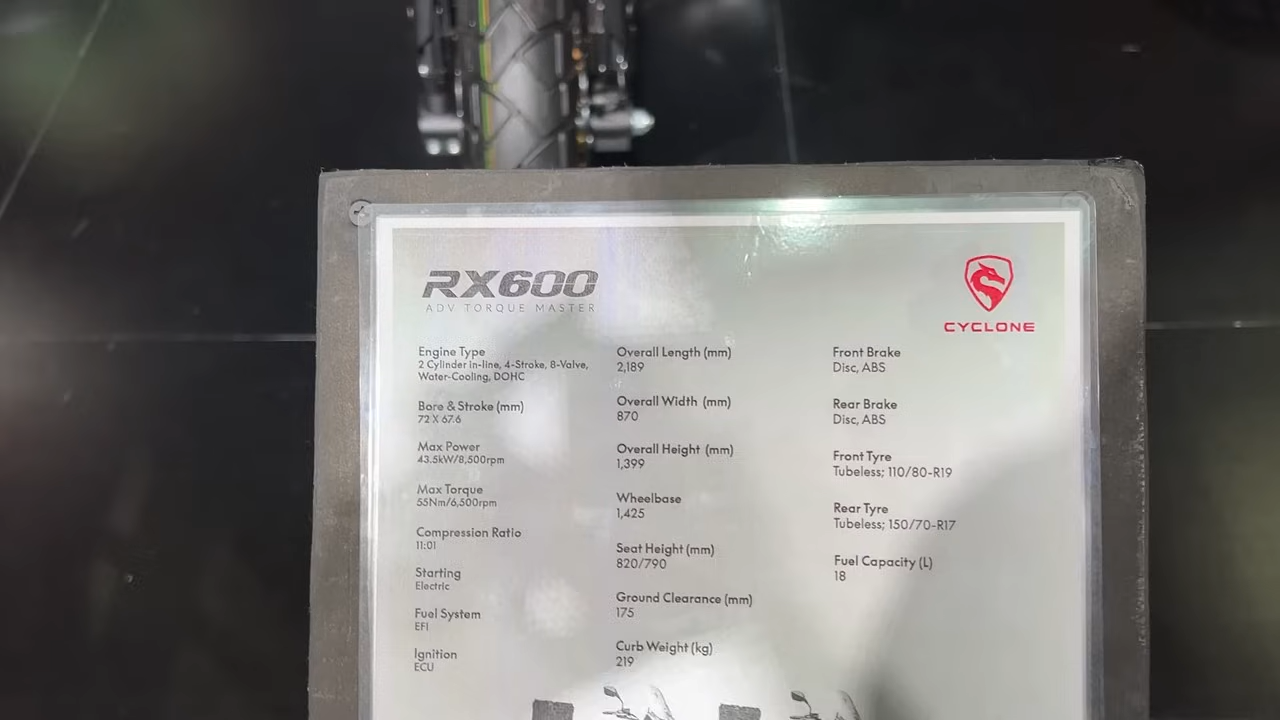 RX600
ADV TORQUE MASTER
CYCLONE
Engine Type
2 Cylinder in-line, 4-Stroke, 8-Valve,
Water-Cooling, DOHC
Bore & Stroke (mm)
72 X 67.6
Max Power
43.5kW/8,500rpm
Max Torque
55Nm/6,500rpm
Compression Ratio
11:01
Starting
Electric
Fuel System
EFI
Ignition
ECU
Overall Length (mm)
2,189
Overall Width (mm)
870
Overall Height (mm)
1,399
Wheelbase
1,425
Seat Height (mm)
820/790
Ground Clearance (mm)
175
Curb Weight (kg)
219
Front Brake
Disc, ABS
Rear Brake
Disc, ABS
Front Tyre
Tubeless; 110/80-R19
Rear Tyre
Tubeless; 150/70-R17
Fuel Capacity (L)
18